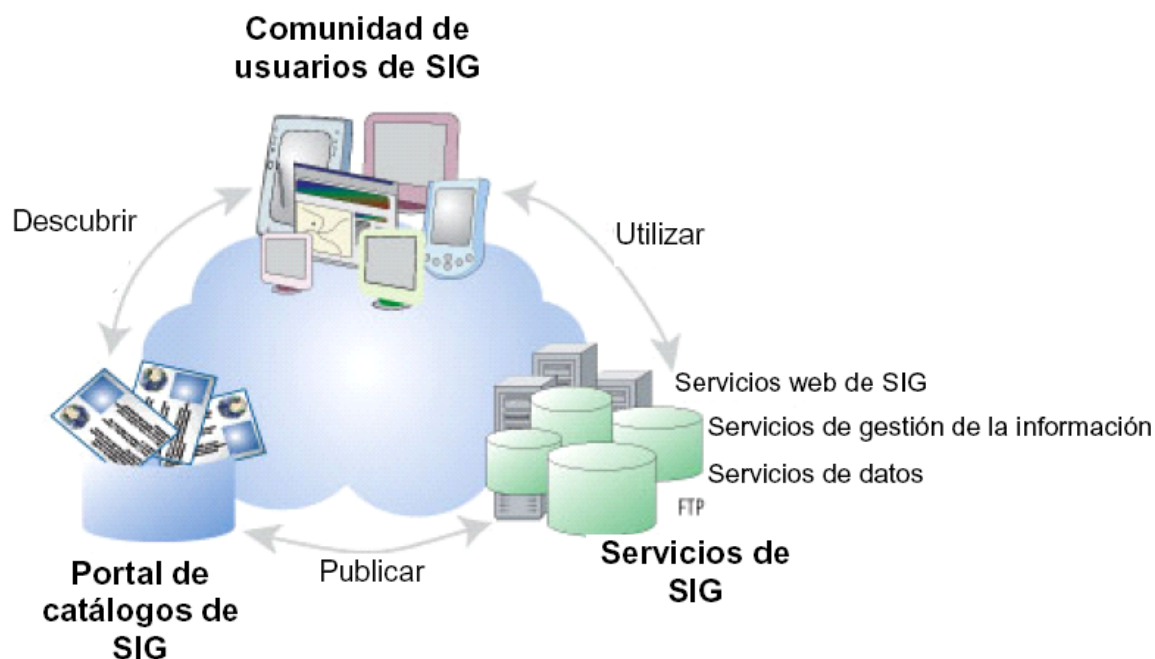 Comunidad de
usuarios de SIG
Descubrir
Utilizar
Servicios web de SIG
Servicios de gestión de la información
Servicios de datos
FTP
Servicios de
SIG
Publicar
Portal de
catálogos de
SIG